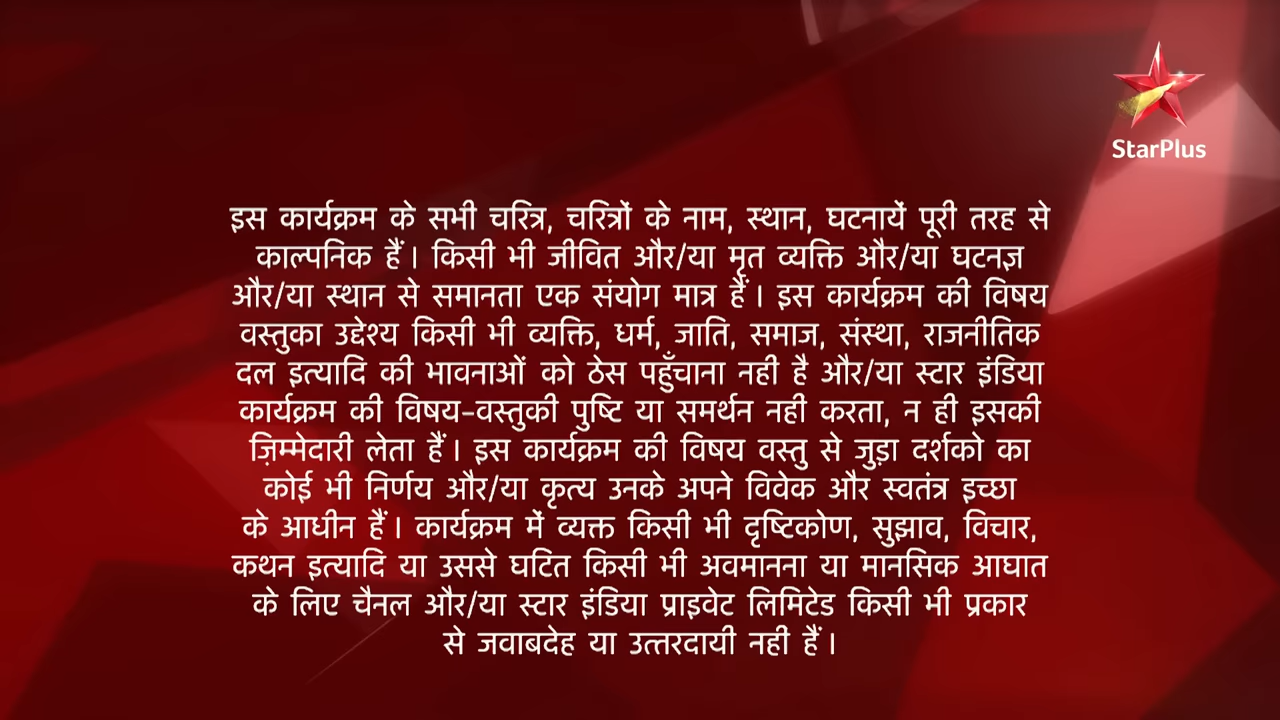 StarPlus
इस कार्यक्रम के सभी चरित्र, चरित्रों के नाम, स्थान, घटनायें पूरी तरह से
काल्पनिक हैं। किसी भी जीवित और/या मृत व्यक्ति और/या घटनज्ञ
और/या स्थान से समानता एक संयोग मात्र हैं। इस कार्यक्रम की विषय
वस्तुका उद्देश्य किसी भी व्यक्ति, धर्म, जाति, समाज, संस्था, राजनीतिक
दल इत्यादि की भावनाओं को ठेस पहुँचाना नही है और/या स्टार इंडिया
कार्यक्रम की विषय-वस्तुकी पुष्टि या समर्थन नही करता, न ही इसकी
ज़िम्मेदारी लेता हैं। इस कार्यक्रम की विषय वस्तु से जुड़ा दर्शको का
कोई भी निर्णय और/या कृत्य उनके अपने विवेक और स्वतंत्र इच्छा
के आधीन हैं। कार्यक्रम में व्यक्त किसी भी दृष्टिकोण, सुझाव, विचार,
कथन इत्यादि या उससे घटित किसी भी अवमानना या मानसिक आघात
के लिए चैनल और/या स्टार इंडिया प्राइवेट लिमिटेड किसी भी प्रकार
से जवाबदेह या उत्तरदायी नही हैं।